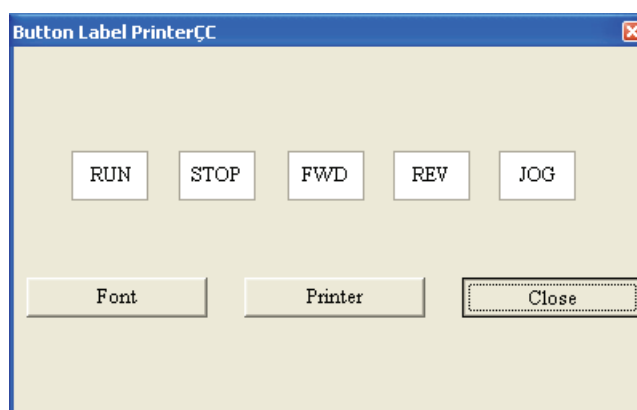 Button Label PrinterÇC
RUN STOP FWD REV JOG
Font Printer Close